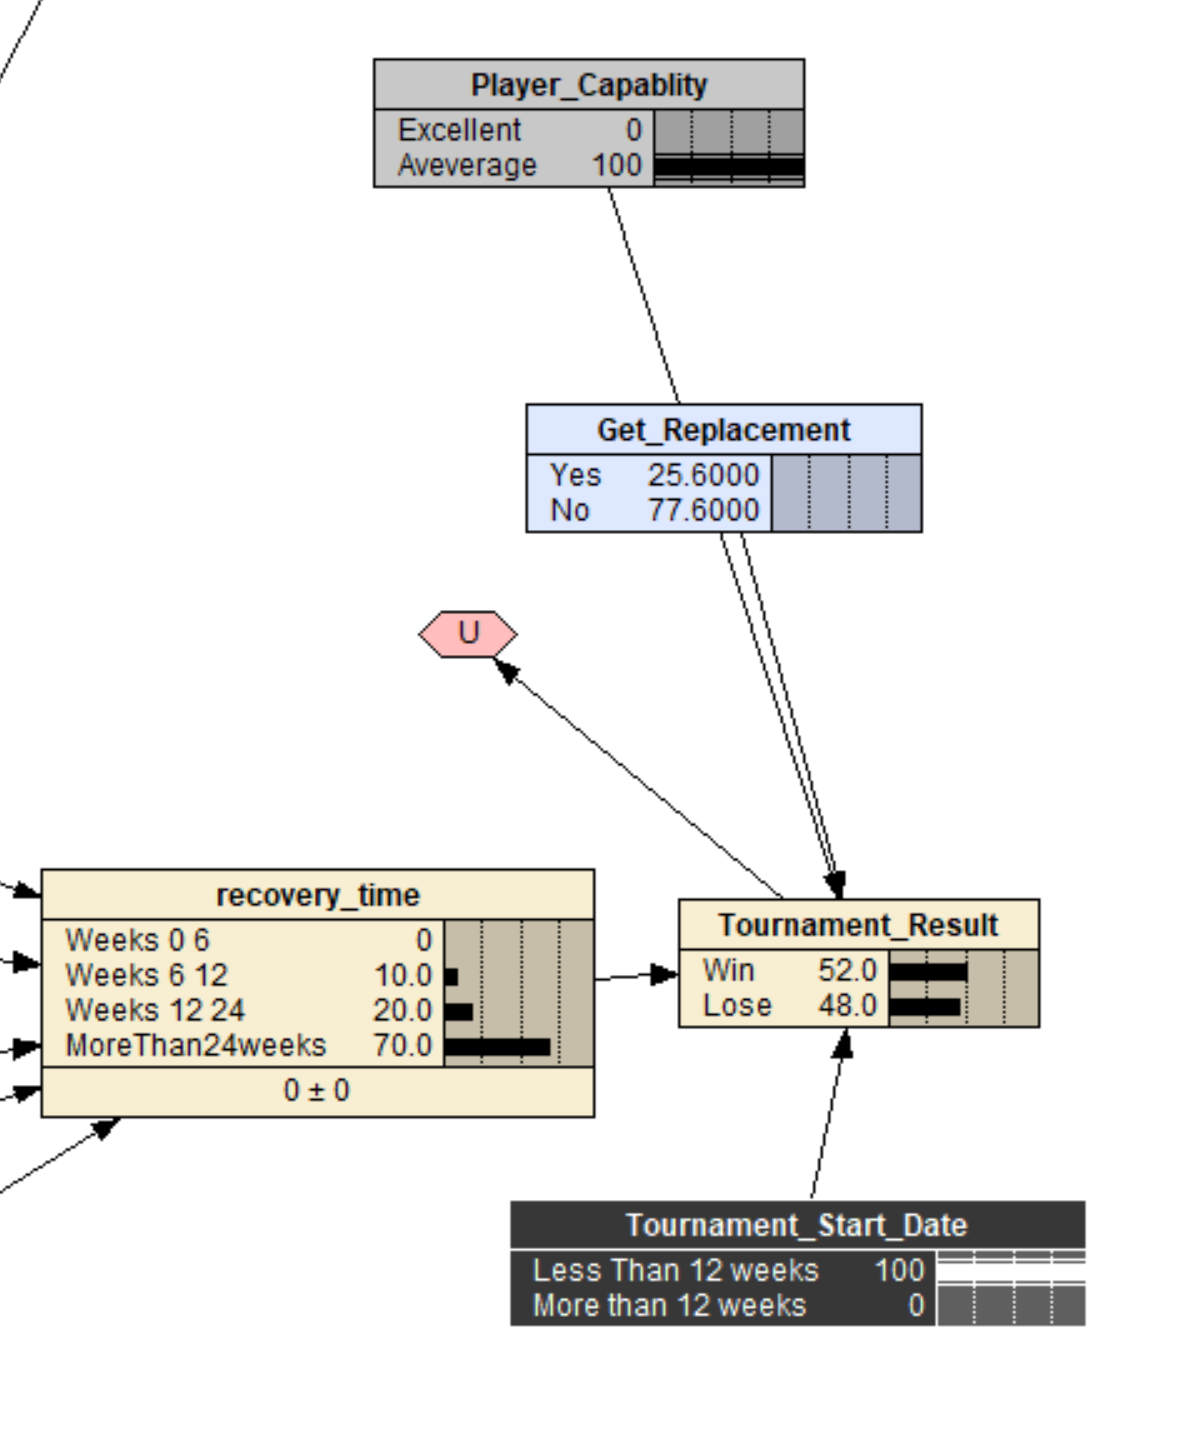 Player_Capablity
Excellent 0
Aveverage 100
Get_Replacement
Yes 25.6000
No 77.6000
U
recovery_time
Weeks 0 6 0
Weeks 6 12 10.0
Weeks 12 24 20.0
MoreThan24weeks 70.0
0 ± 0
Tournament_Result
Win 52.0
Lose 48.0
Tournament_Start_Date
Less Than 12 weeks 100
More than 12 weeks 0